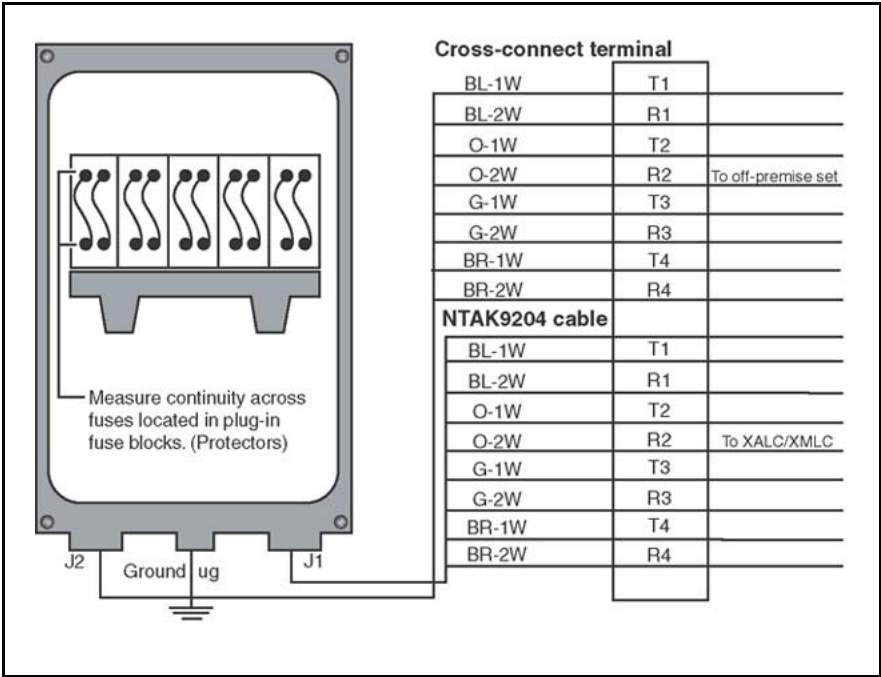 Cross-connect terminal
BL-1W T1
BL-2W R1
O-1W T2
O-2W R2 To off-premise set
G-1W T3
G-2W R3
BR-1W T4
BR-2W R4
NTAK9204 cable
BL-1W T1
BL-2W R1
O-1W T2
O-2W R2 To XALC/XMLC
G-1W T3
G-2W R3
BR-1W T4
BR-2W R4
Measure continuity across
fuses located in plug-in
fuse blocks. (Protectors)
J2
Ground ug
J1